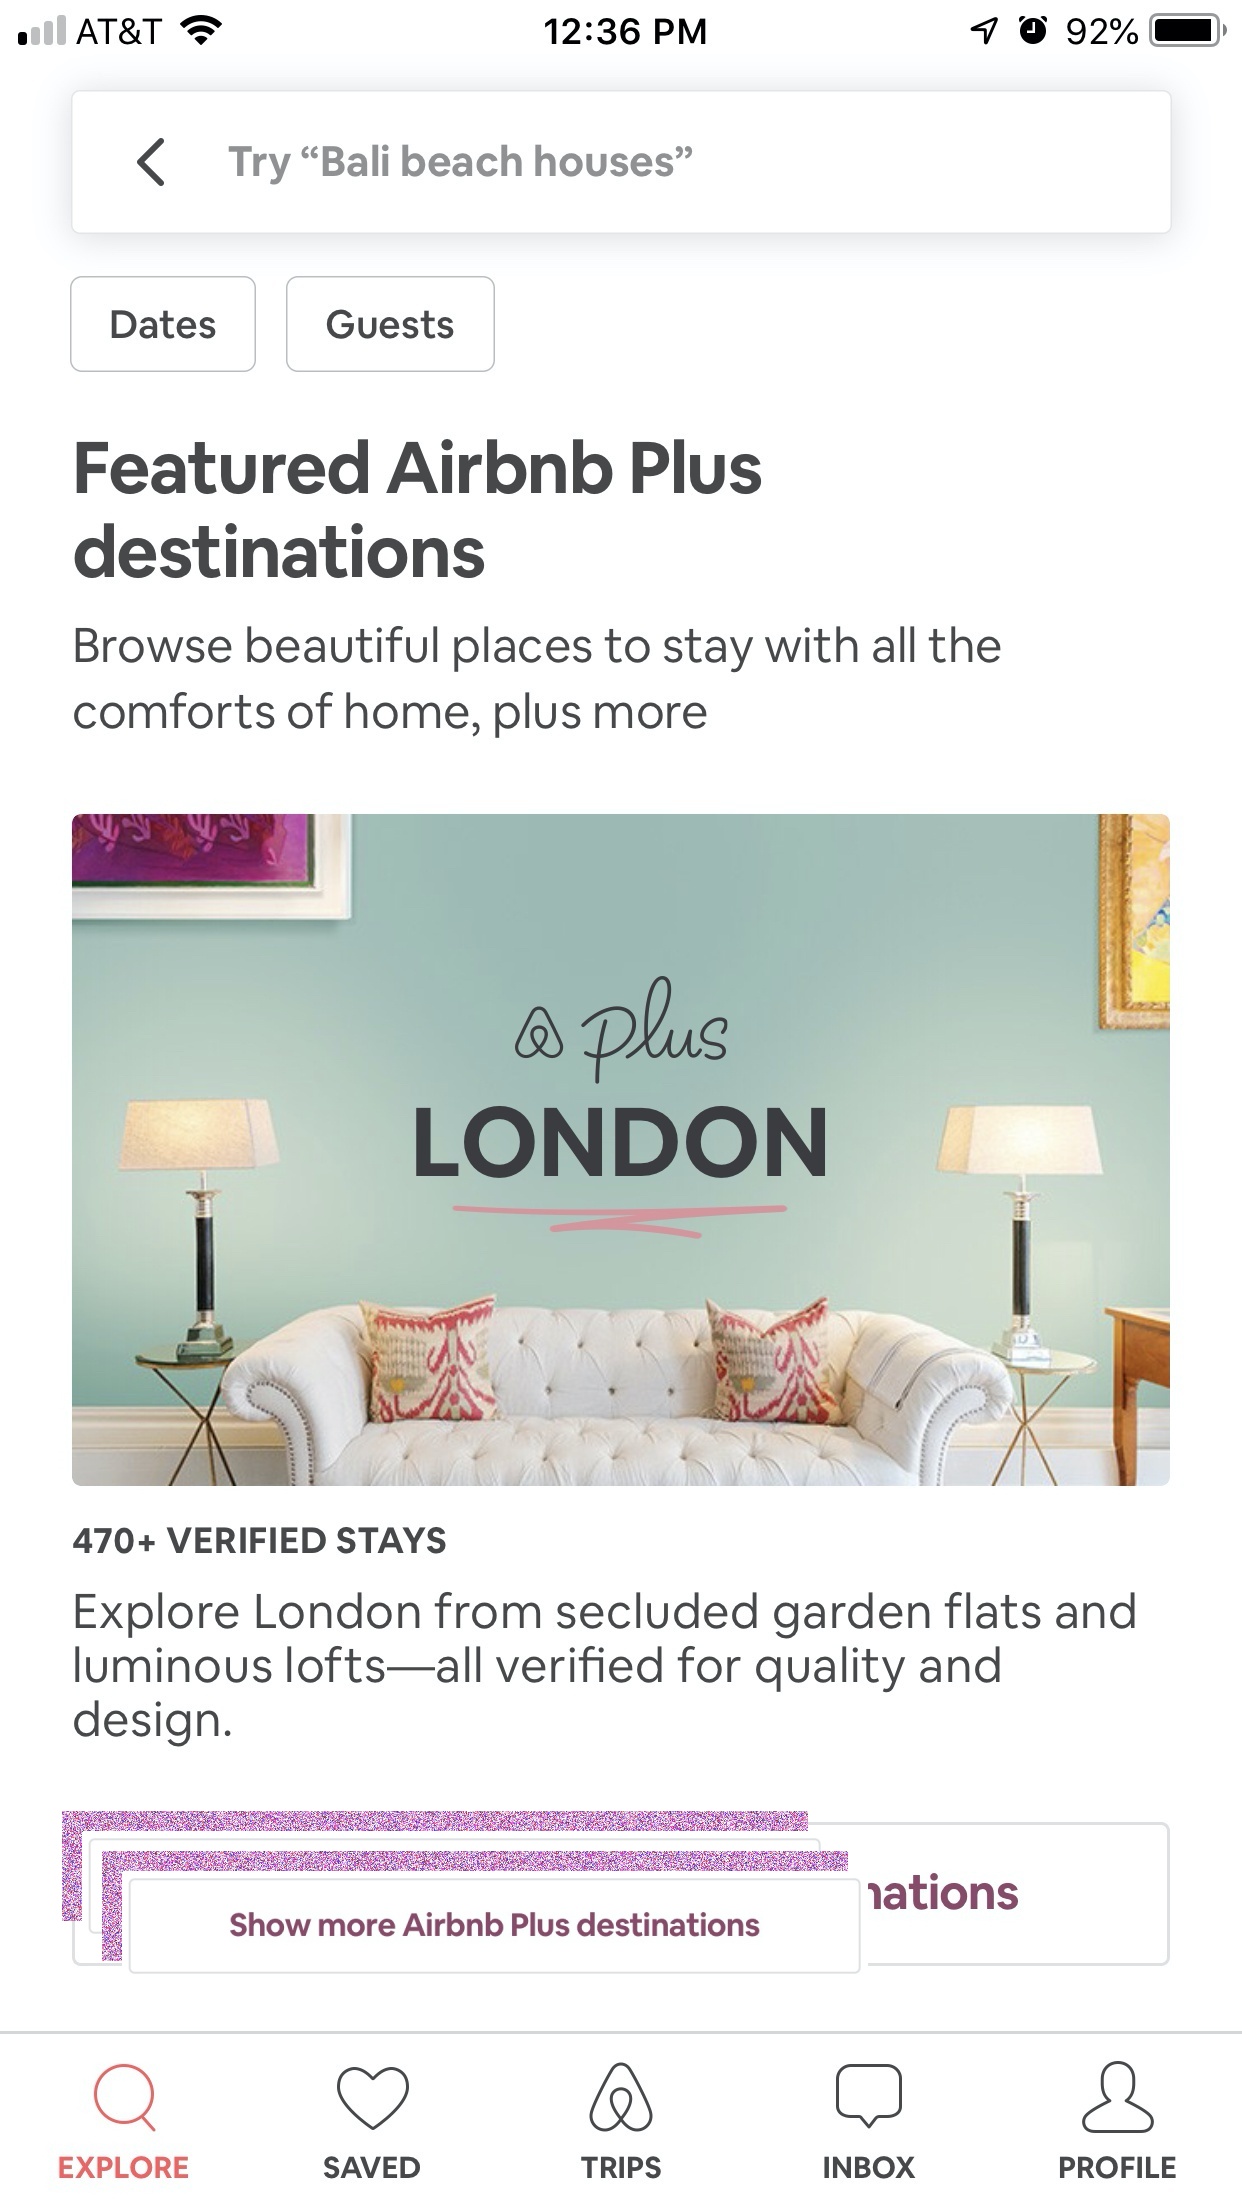 AT&T 12:36 PM 92%
Try “Bali beach houses”
Dates Guests
Featured Airbnb Plus
destinations
Browse beautiful places to stay with all the
comforts of home, plus more
plus
LONDON
470+ VERIFIED STAYS
Explore London from secluded garden flats and
luminous lofts—all verified for quality and
design.
nations
Show more Airbnb Plus destinations
EXPLORE SAVED TRIPS INBOX PROFILE